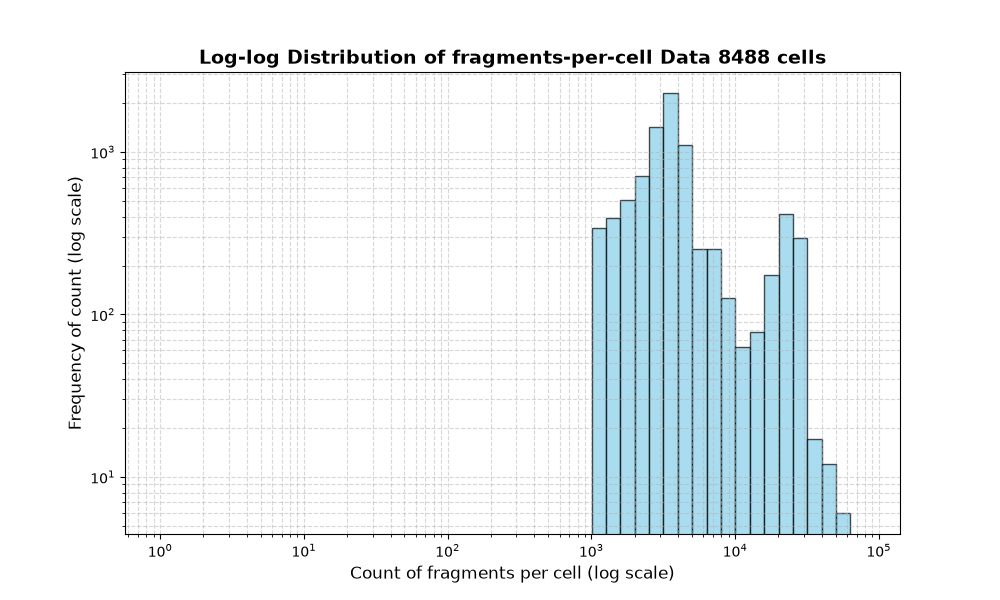 Log-log Distribution of fragments-per-cell Data 8488 cells
Frequency of count (log scale)
10³
10²
10¹
10⁰ 10¹ 10² 10³ 10⁴ 10⁵
Count of fragments per cell (log scale)